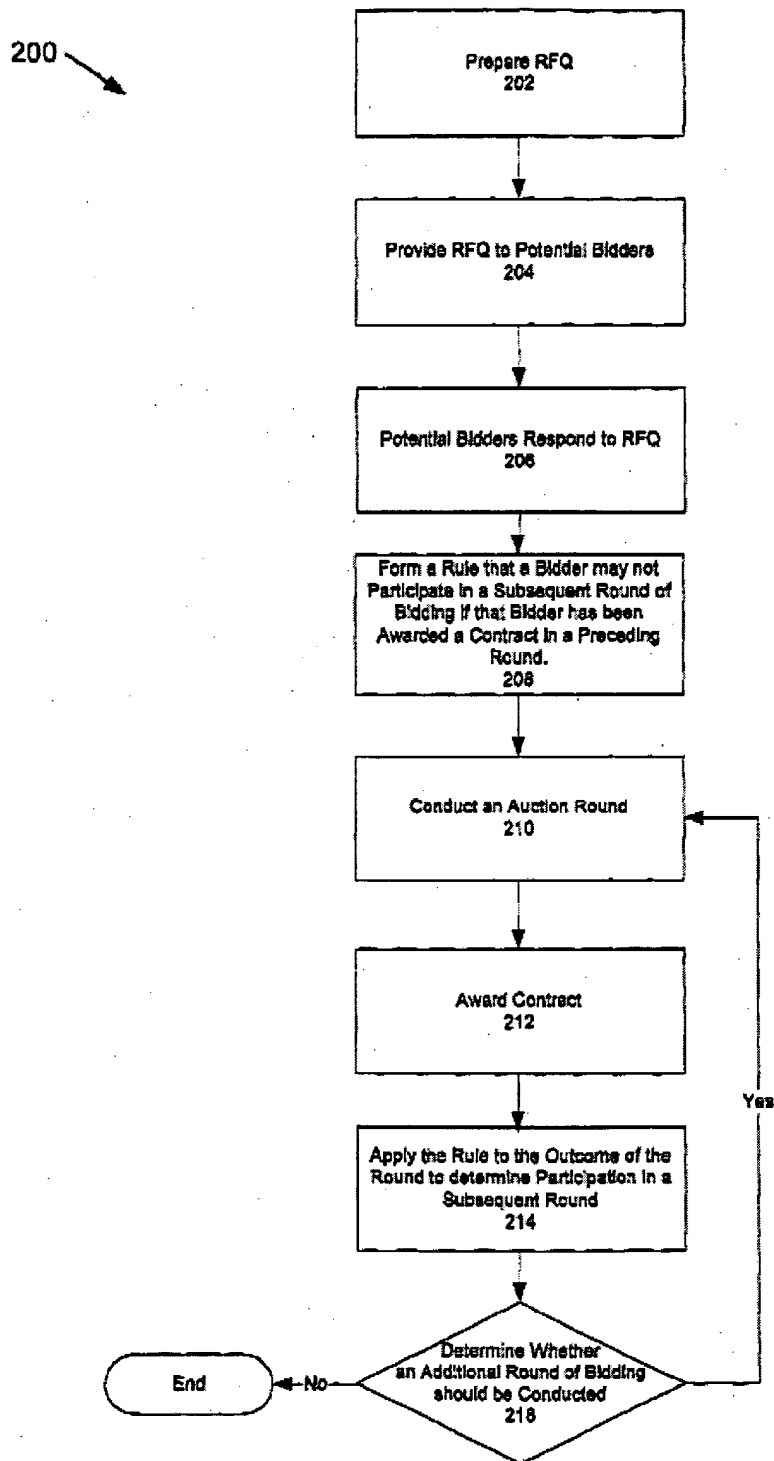 200
Prepare RFQ
202
Provide RFQ to Potential Bidders
204
Potential Bidders Respond to RFQ
206
Form a Rule that a Bidder may not
Participate in a Subsequent Round of
Bidding if that Bidder has been
Awarded a Contract in a Preceding
Round.
208
Conduct an Auction Round
210
Award Contract
212
Yes
Apply the Rule to the Outcome of the
Round to determine Participation in a
Subsequent Round
214
Determine Whether
an Additional Round of Bidding
should be Conducted
218
No
End